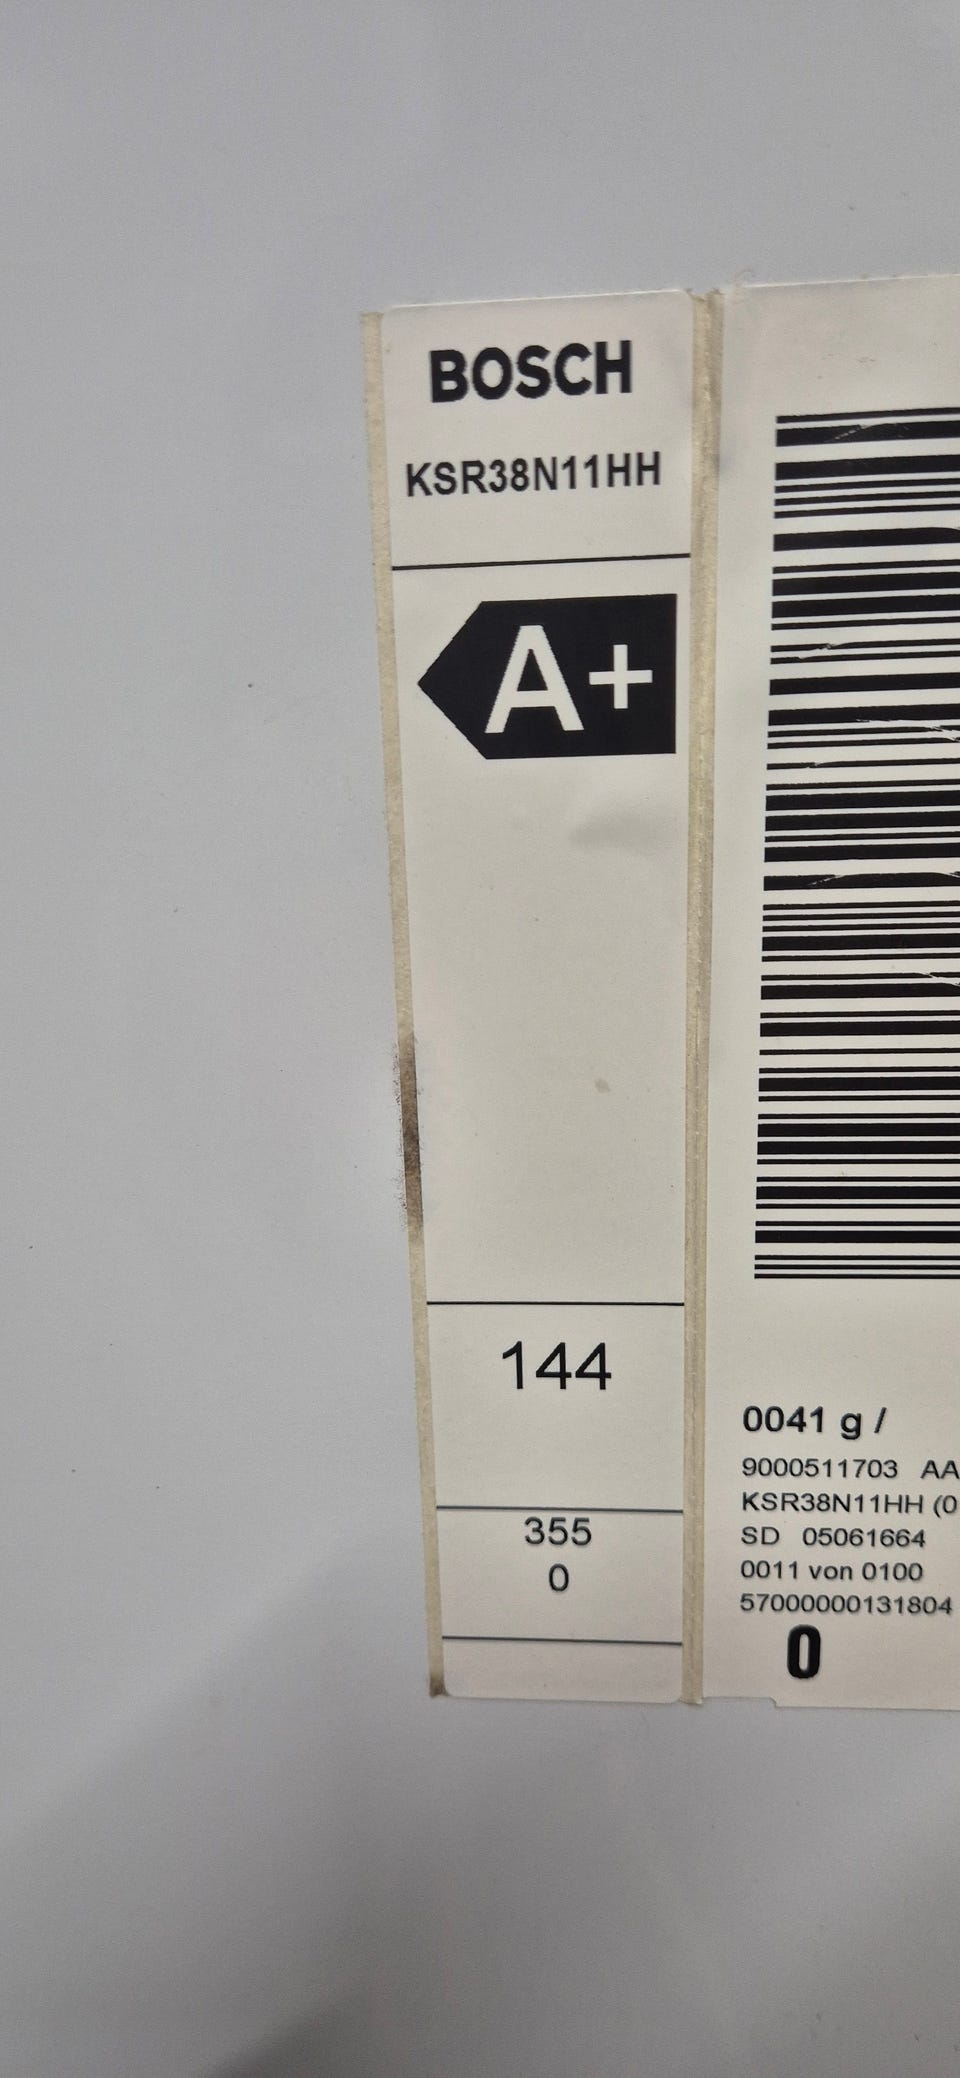 BOSCH
KSR38N11HH
A+
144
355
0
0041 g /
9000511703 AA
KSR38N11HH (0
SD 05061664
0011 von 0100
57000000131804
0